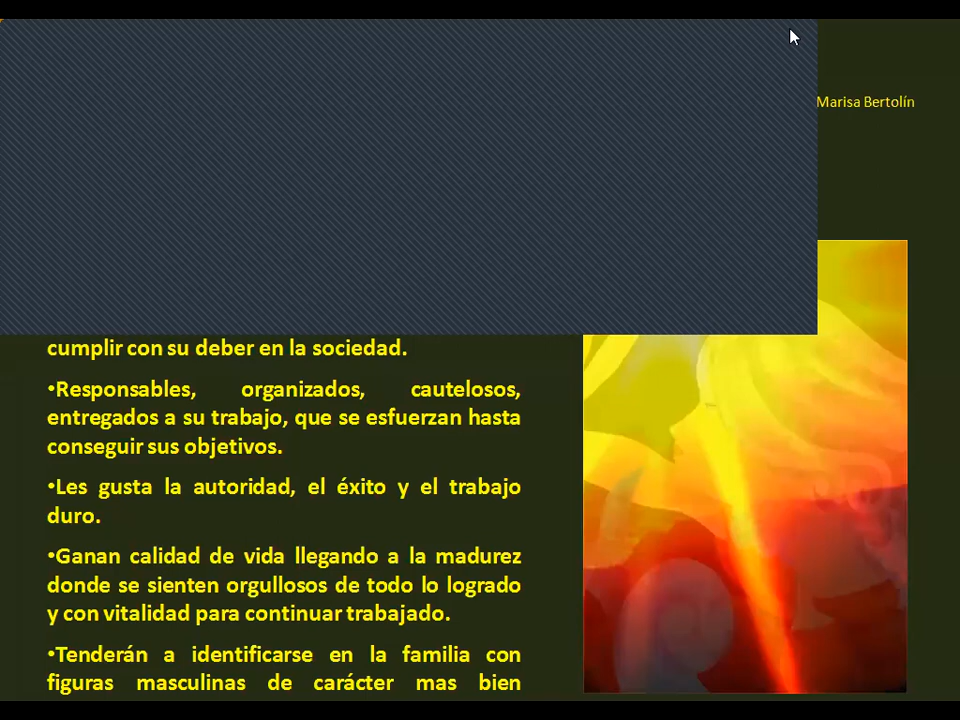 Marisa Bertolín
cumplir con su deber en la sociedad.
•Responsables, organizados, cautelosos,
entregados a su trabajo, que se esfuerzan hasta
conseguir sus objetivos.
•Les gusta la autoridad, el éxito y el trabajo
duro.
•Ganan calidad de vida llegando a la madurez
donde se sienten orgullosos de todo lo logrado
y con vitalidad para continuar trabajado.
•Tenderán a identificarse en la familia con
figuras masculinas de carácter mas bien